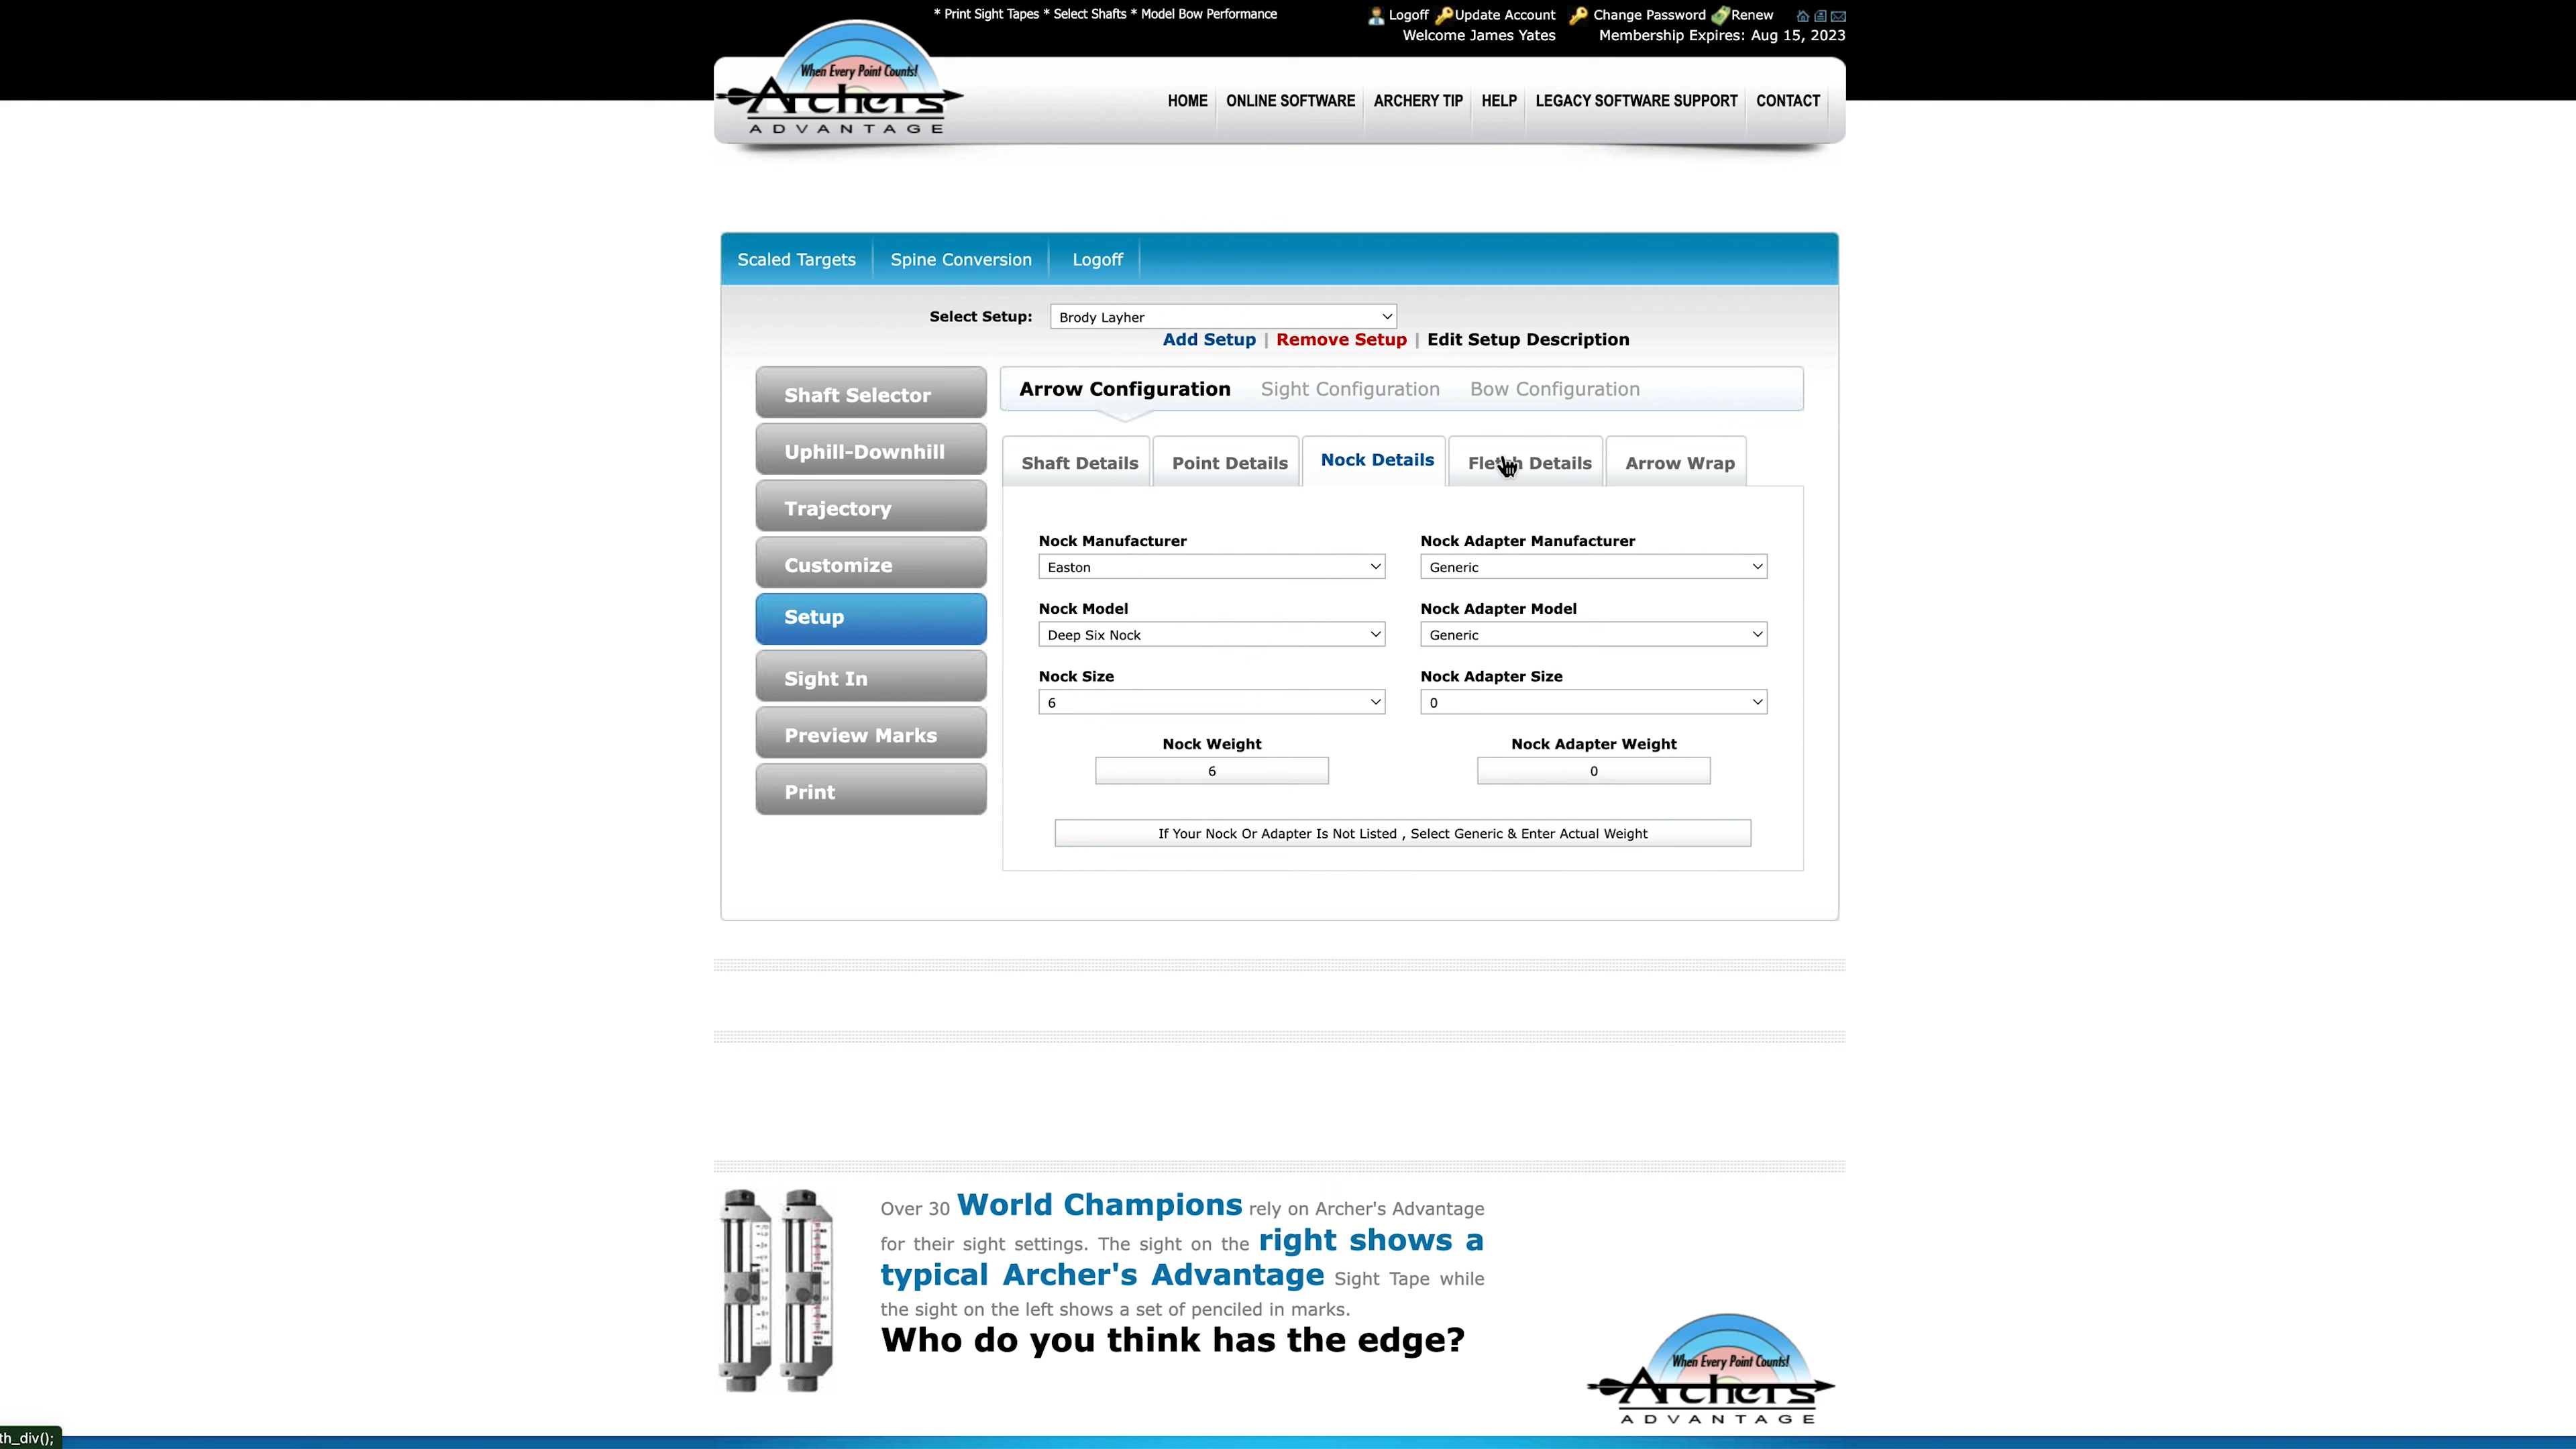 * Print Sight Tapes * Select Shafts * Model Bow Performance
Logoff Update Account Change Password Renew
Welcome James Yates Membership Expires: Aug 15, 2023
When Every Point Counts!
Archers
ADVANTAGE
HOME ONLINE SOFTWARE ARCHERY TIP HELP LEGACY SOFTWARE SUPPORT CONTACT
Scaled Targets Spine Conversion Logoff
Select Setup: Brody Layher
Add Setup | Remove Setup | Edit Setup Description
Shaft Selector
Uphill-Downhill
Trajectory
Customize
Setup
Sight In
Preview Marks
Print
Arrow Configuration Sight Configuration Bow Configuration
Shaft Details Point Details Nock Details Fletch Details Arrow Wrap
Nock Manufacturer Nock Adapter Manufacturer
Easton Generic
Nock Model Nock Adapter Model
Deep Six Nock Generic
Nock Size Nock Adapter Size
6 0
Nock Weight Nock Adapter Weight
6 0
If Your Nock Or Adapter Is Not Listed , Select Generic & Enter Actual Weight
Over 30 World Champions rely on Archer's Advantage
for their sight settings. The sight on the right shows a
typical Archer's Advantage Sight Tape while
the sight on the left shows a set of penciled in marks.
Who do you think has the edge?
When Every Point Counts!
Archers
ADVANTAGE
th_div();